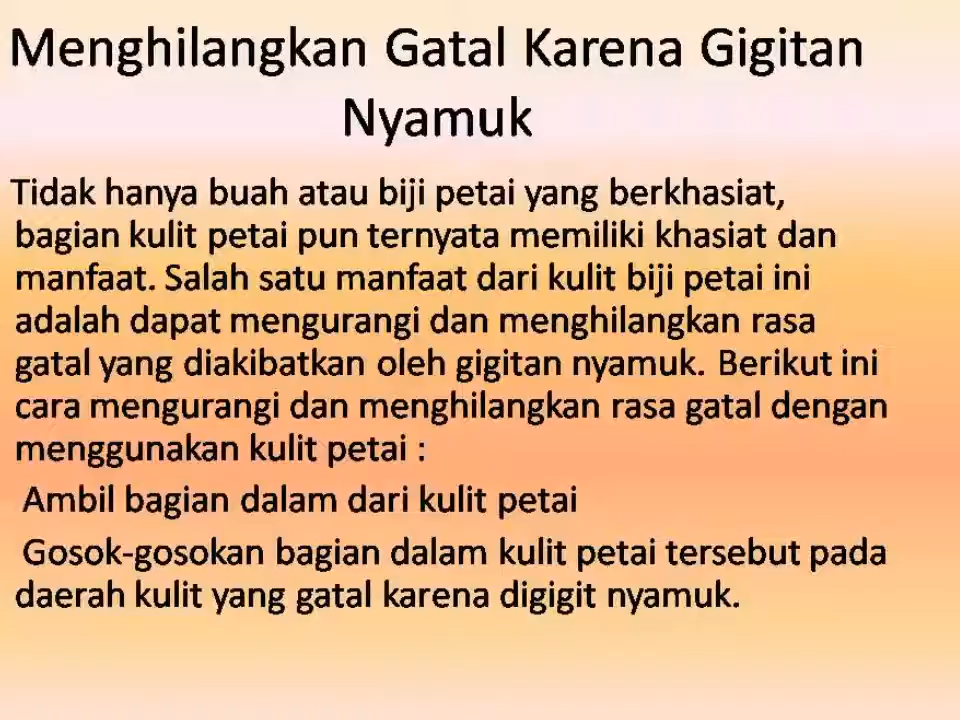 Menghilangkan Gatal Karena Gigitan
Nyamuk
Tidak hanya buah atau biji petai yang berkhasiat,
bagian kulit petai pun ternyata memiliki khasiat dan
manfaat. Salah satu manfaat dari kulit biji petai ini
adalah dapat mengurangi dan menghilangkan rasa
gatal yang diakibatkan oleh gigitan nyamuk. Berikut ini
cara mengurangi dan menghilangkan rasa gatal dengan
menggunakan kulit petai :
Ambil bagian dalam dari kulit petai
Gosok-gosokan bagian dalam kulit petai tersebut pada
daerah kulit yang gatal karena digigit nyamuk.